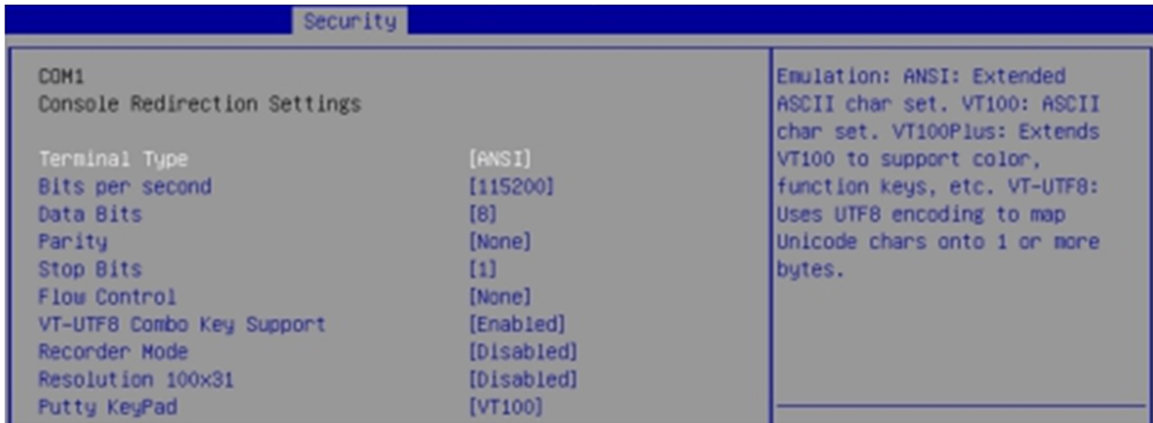 Security
COM1
Console Redirection Settings
Terminal Type [ANSI]
Bits per second [115200]
Data Bits [8]
Parity [None]
Stop Bits [1]
Flow Control [None]
VT-UTF8 Combo Key Support [Enabled]
Recorder Mode [Disabled]
Resolution 100x31 [Disabled]
Putty KeyPad [VT100]
Emulation: ANSI: Extended
ASCII char set. VT100: ASCII
char set. VT100Plus: Extends
VT100 to support color,
function keys, etc. VT-UTF8:
Uses UTF8 encoding to map
Unicode chars onto 1 or more
bytes.